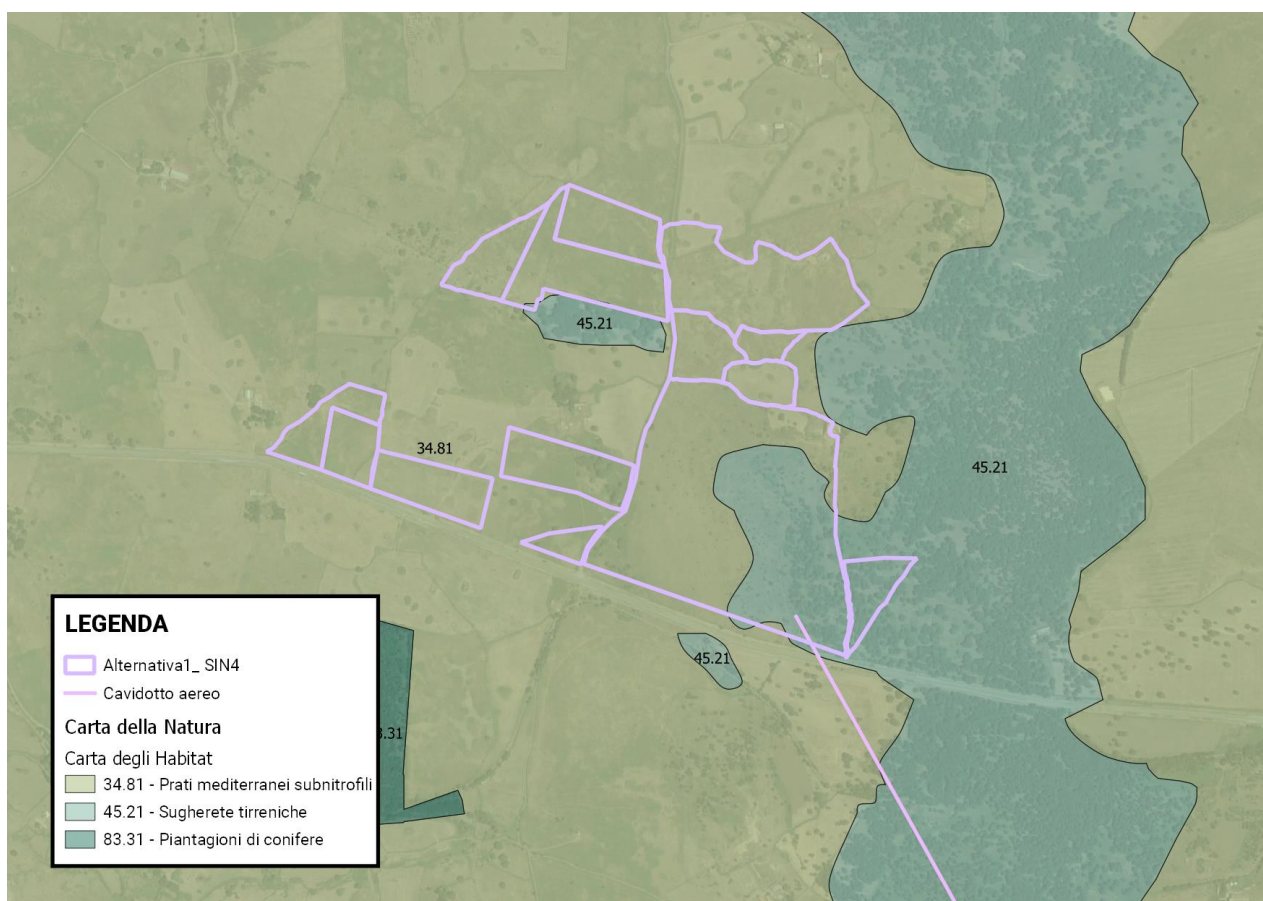 45.21
34.81
45.21
45.21
3.31
LEGENDA
Alternativa1_ SIN4
Cavidotto aereo
Carta della Natura
Carta degli Habitat
34.81 - Prati mediterranei subnitrofili
45.21 - Sugherete tirreniche
83.31 - Piantagioni di conifere